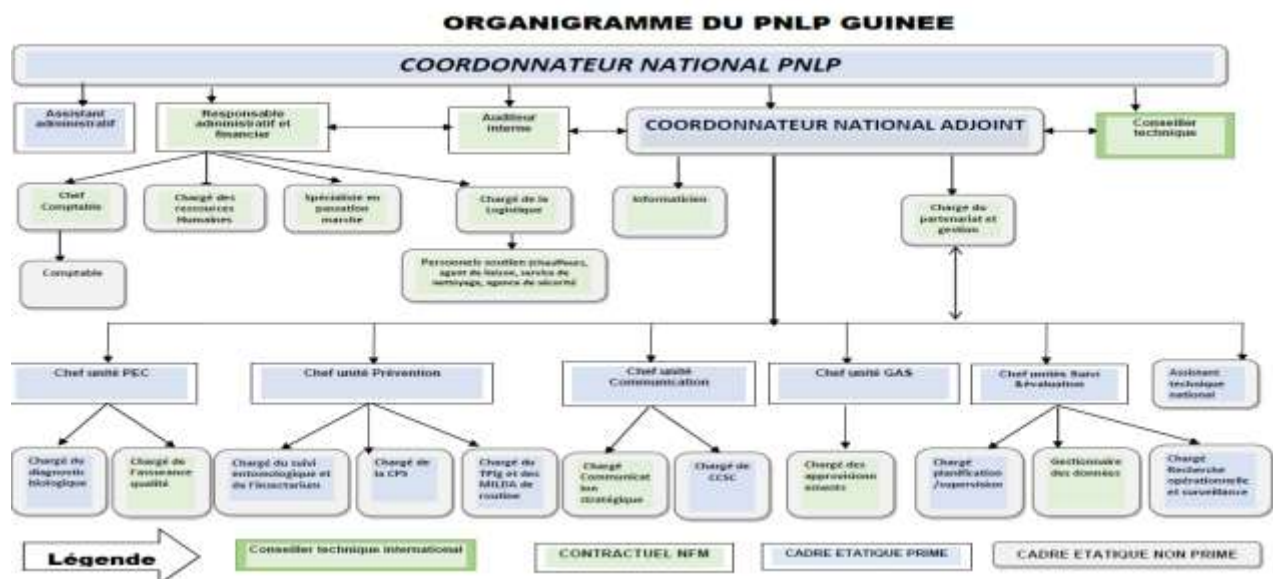 ORGANIGRAMME DU PNLP GUINEE
COORDONNATEUR NATIONAL PNLP
Assistant
administratif
Responsable
administratif et
financier
Auditeur
interne
COORDONNATEUR NATIONAL ADJOINT
Conseiller
technique
Chef
Comptable
Chargé des
ressources
Humaines
Spécialiste en
passation
marche
Chargé de la
Logistique
Informaticien
Chargé du
partenariat et
gestion
Comptable
Personnels soutien (chauffeurs,
agent de liaison, service de
nettoyage, agence de sécurité
Chef unité PEC
Chef unité Prévention
Chef unité
Communication
Chef unité GAS
Chef unités Suivi
&évaluation
Assistant
technique
national
Chargé du
diagnostic
biologique
Chargé de
l'assurance
qualité
Chargé du suivi
entomologique et
de l'insectarium
Chargé de
la CPS
Chargé du
TPIg et des
MILDA de
routine
Chargé
Communicat
ion
stratégique
Chargé de
CCSC
Chargé des
approvisionn
ements
Chargé
planification
/supervision
Gestionnaire
des données
Chargé
Recherche
opérationnelle
et surveillance
Légende
Conseiller technique international
CONTRACTUEL NFM
CADRE ETATIQUE PRIME
CADRE ETATIQUE NON PRIME